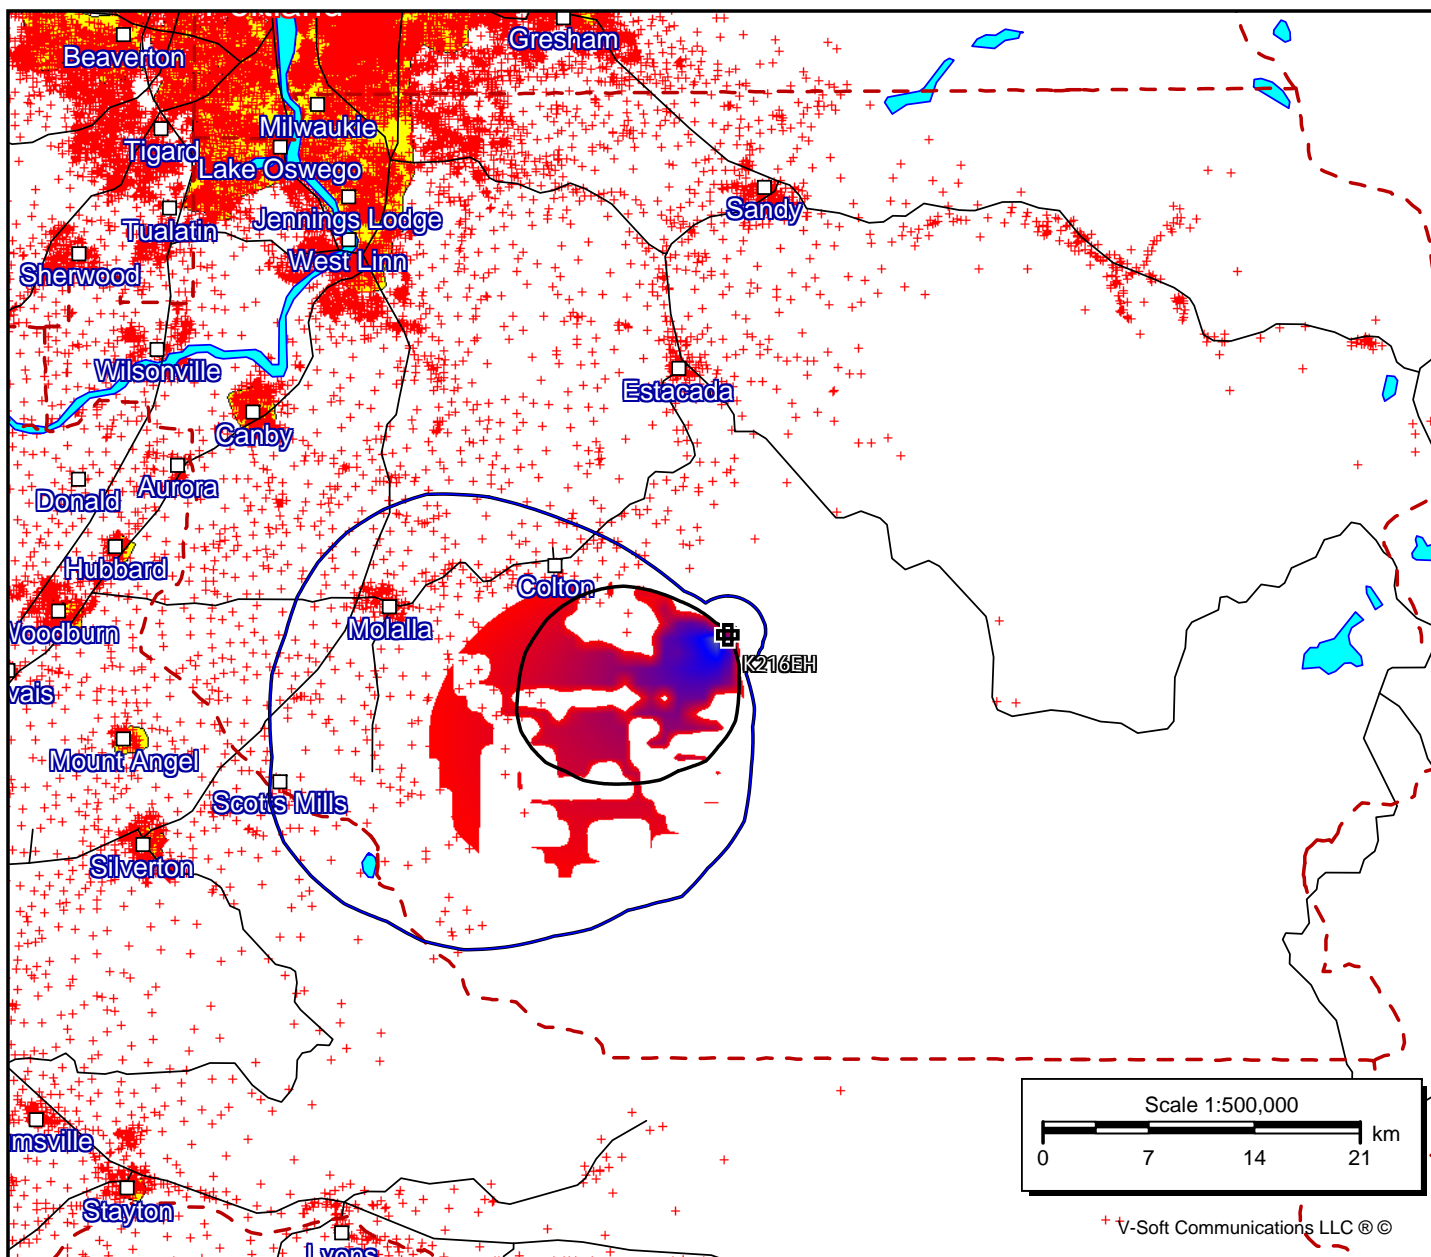 Beaverton
Gresham
Milwaukie
Tigard
Lake Oswego
Sandy
Jennings Lodge
Tualatin
West Linn
Sherwood
Wilsonville
Estacada
Canby
Aurora
Donald
Hubbard
Colton
Woodburn
Molalla
K216EH
vais
Mount Angel
Scotts Mills
Silverton
Scale 1:500,000
km
0 7 14 21
msville
Stayton
V-Soft Communications LLC ® ©
Lyons